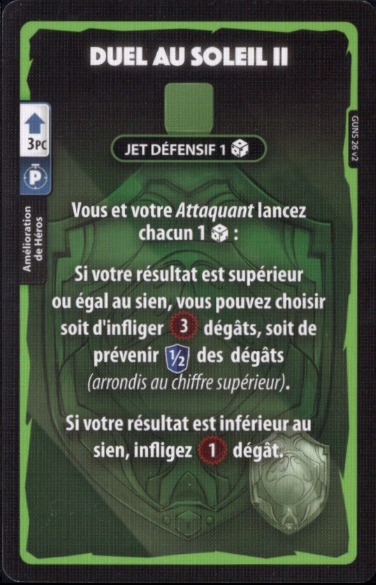 DUEL AU SOLEIL II
3PC
P
Amélioration
de Héros
GUNS 26 v2
JET DÉFENSIF 1
Vous et votre Attaquant lancez
chacun 1 :
Si votre résultat est supérieur
ou égal au sien, vous pouvez choisir
soit d'infliger 3 dégâts, soit de
prévenir 1/2 des dégâts
(arrondis au chiffre supérieur).
Si votre résultat est inférieur au
sien, infligez 1 dégât.